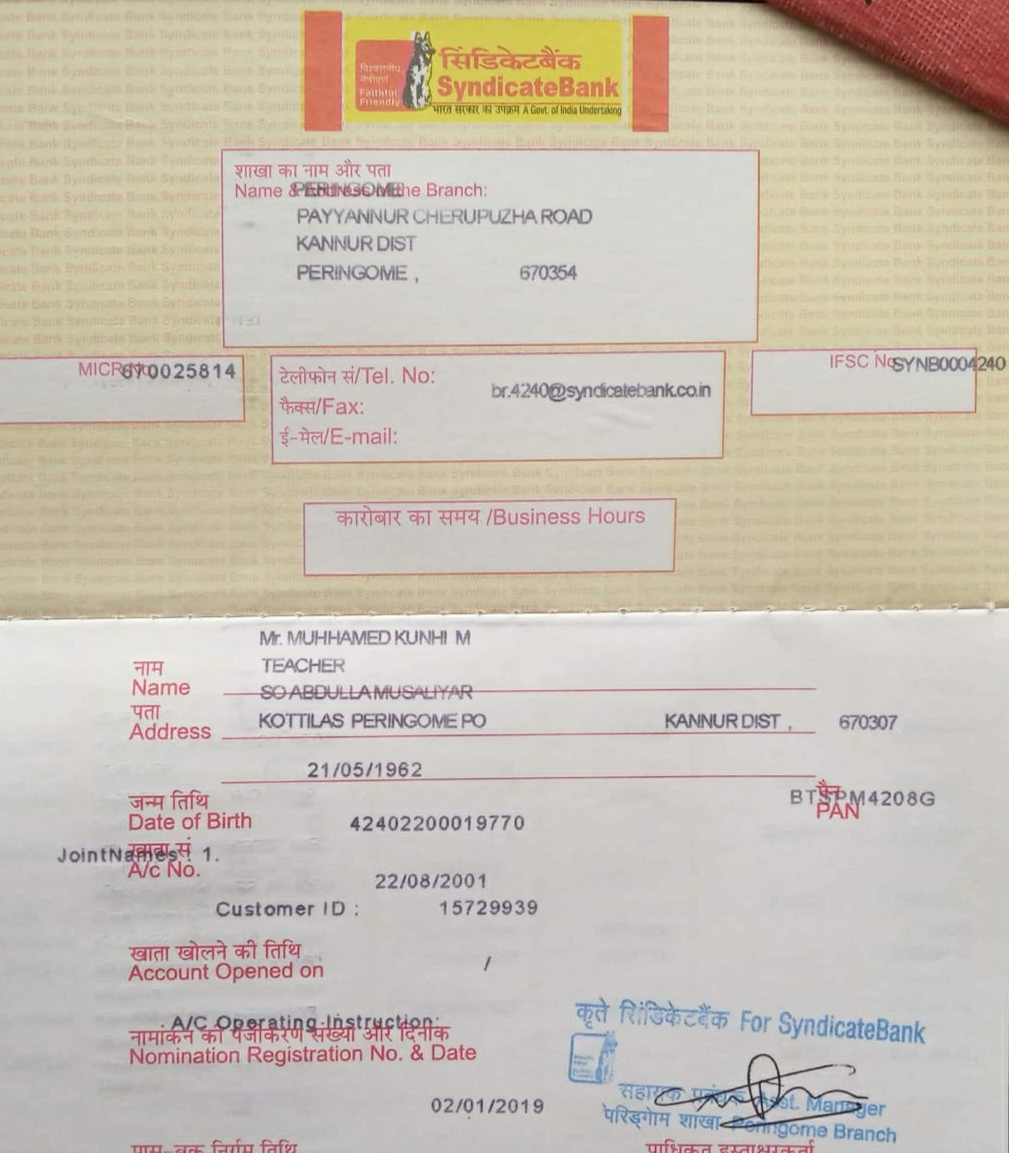 विश्वसनीय,
मैत्रीपूर्ण
Faithful
Friendly
सिंडिकेटबैंक
SyndicateBank
भारत सरकार का उपक्रम A Govt. of India Undertaking
शाखा का नाम और पता
Name & Address of the Branch:
PERINGOME
PAYYANNUR CHERUPUZHA ROAD
KANNUR DIST
PERINGOME , 670354
MICR No 670025814
IFSC No SYNB0004240
टेलीफोन सं/Tel. No:
br.4240@syndicatebank.co.in
फैक्स/Fax:
ई-मेल/E-mail:
कारोबार का समय /Business Hours
Mr. MUHHAMED KUNHI M
नाम TEACHER
Name SO ABDULLA MUSALIYAR
पता
Address KOTTILAS PERINGOME PO KANNUR DIST , 670307
21/05/1962
जन्म तिथि
Date of Birth
पैन BTSPM4208G
PAN
42402200019770
खाता सं
JointNames : 1.
A/c No.
22/08/2001
Customer ID : 15729939
खाता खोलने की तिथि
Account Opened on /
A/C Operating Instruction:
नामांकन का पंजीकरण संख्या और दिनांक
Nomination Registration No. & Date
कृते सिंडिकेटबैंक For SyndicateBank
सहायक प्रबंधक Asst. Manager
पेरिङ्गोम शाखा Peringome Branch
02/01/2019
पास-बुक निर्गम तिथि
प्राधिकृत हस्ताक्षरकर्ता